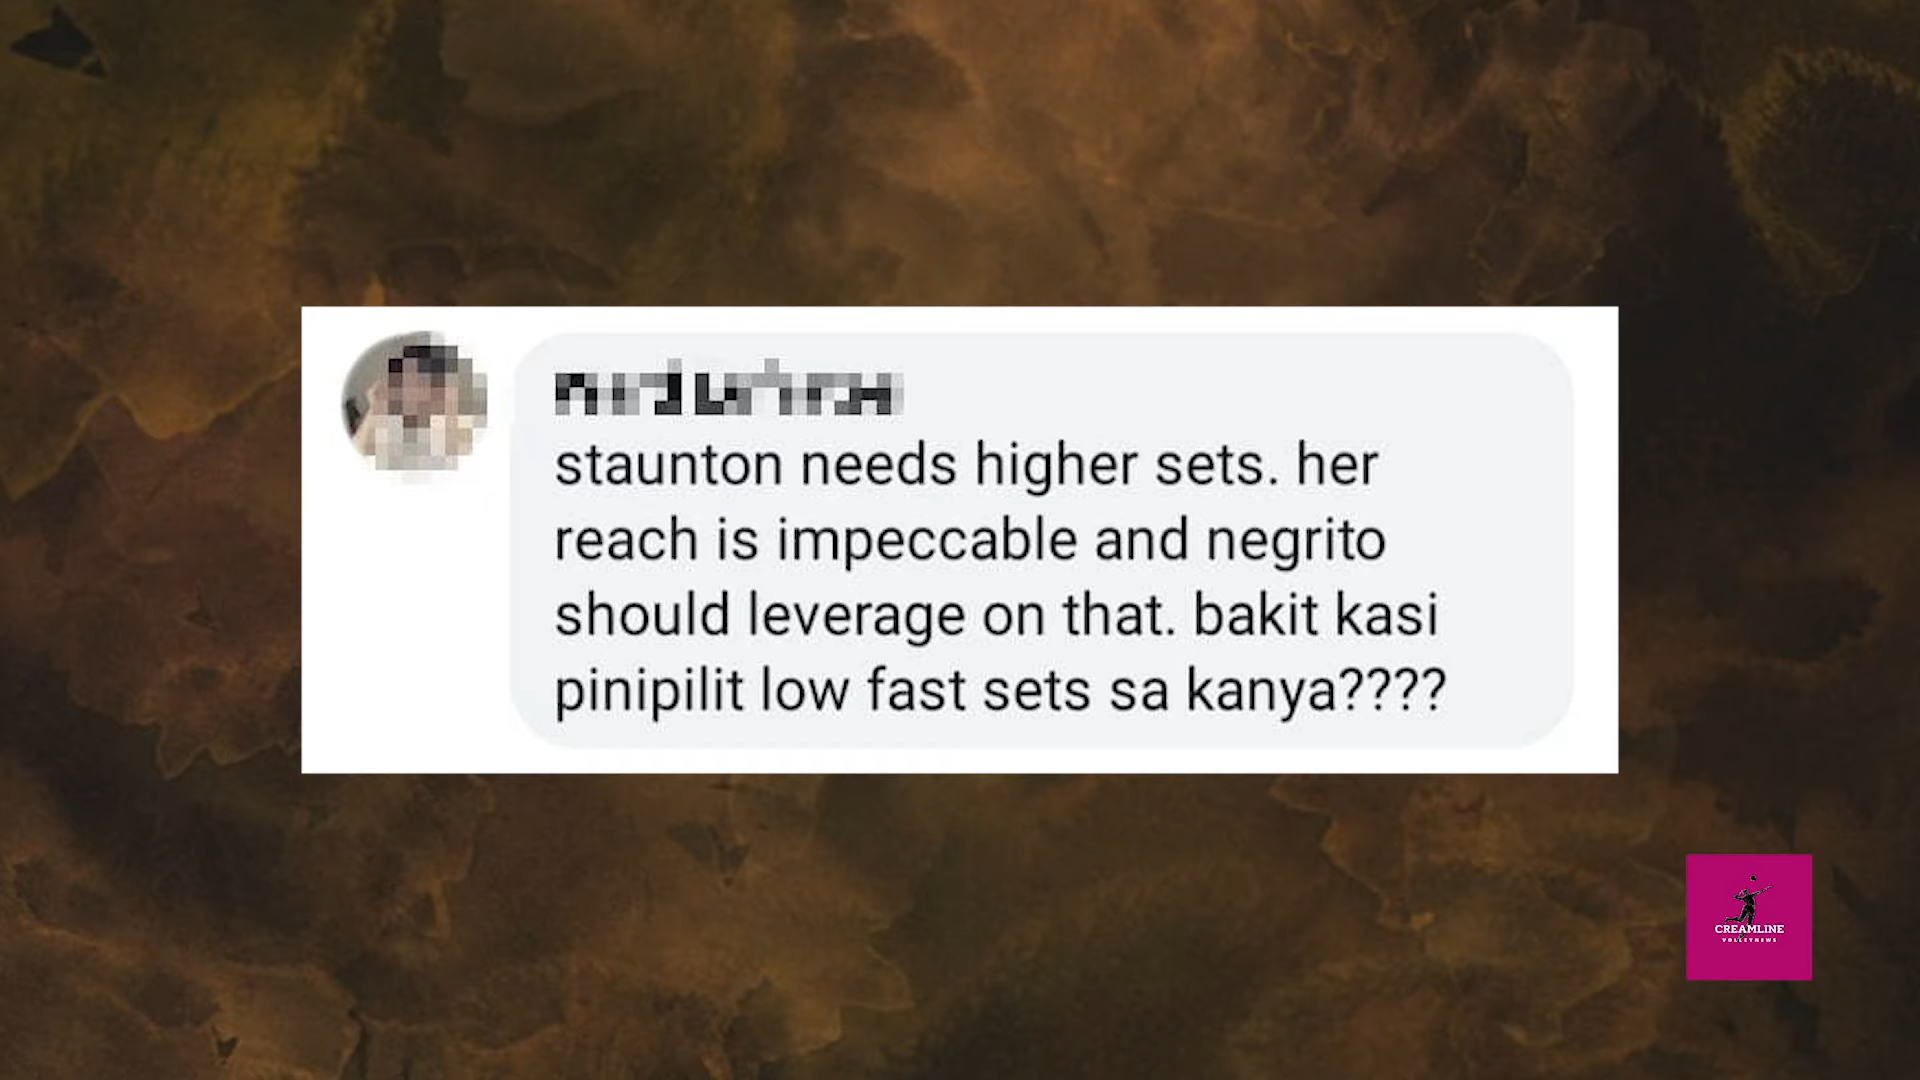 staunton needs higher sets. her
reach is impeccable and negrito
should leverage on that. bakit kasi
pinipilit low fast sets sa kanya????
CREAMLINE
VOLLEYNEWS